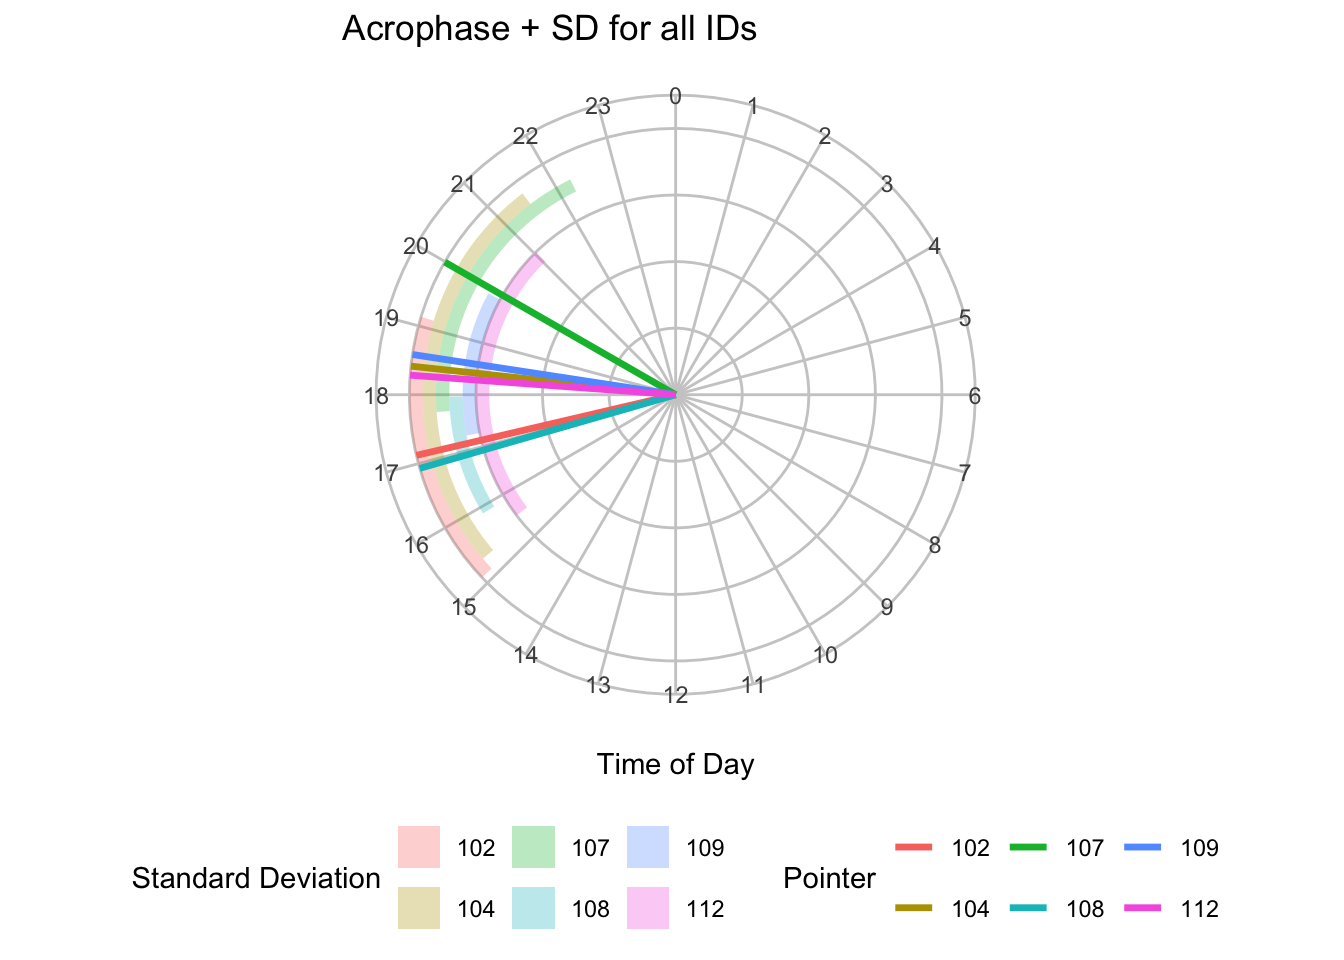 Acrophase + SD for all IDs
0
23 1
22 2
21 3
20 4
19 5
18 6
17 7
16 8
15 9
14 10
13 11
12
Time of Day
102 107 109 102 107 109
Standard Deviation Pointer
104 108 112 104 108 112